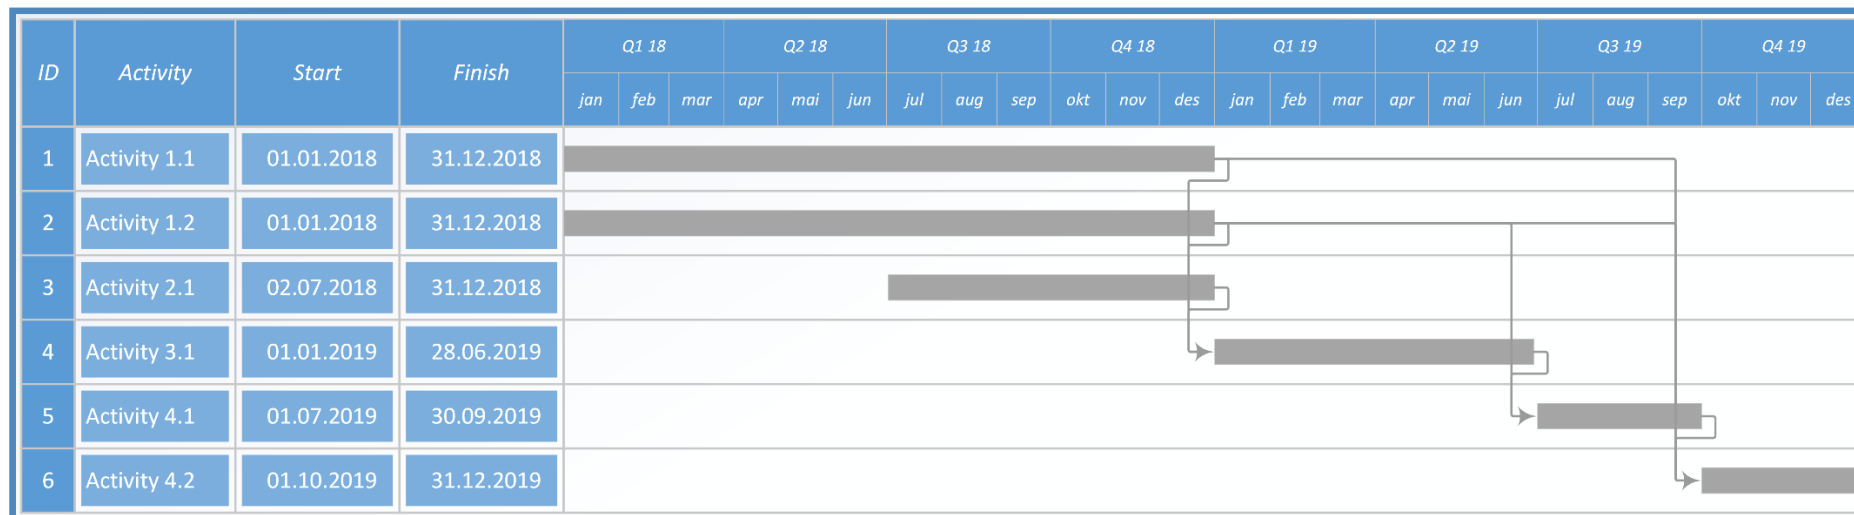 ID Activity Start Finish Q1 18 Q2 18 Q3 18 Q4 18 Q1 19 Q2 19 Q3 19 Q4 19
jan feb mar apr mai jun jul aug sep okt nov des jan feb mar apr mai jun jul aug sep okt nov des
1 Activity 1.1 01.01.2018 31.12.2018
2 Activity 1.2 01.01.2018 31.12.2018
3 Activity 2.1 02.07.2018 31.12.2018
4 Activity 3.1 01.01.2019 28.06.2019
5 Activity 4.1 01.07.2019 30.09.2019
6 Activity 4.2 01.10.2019 31.12.2019